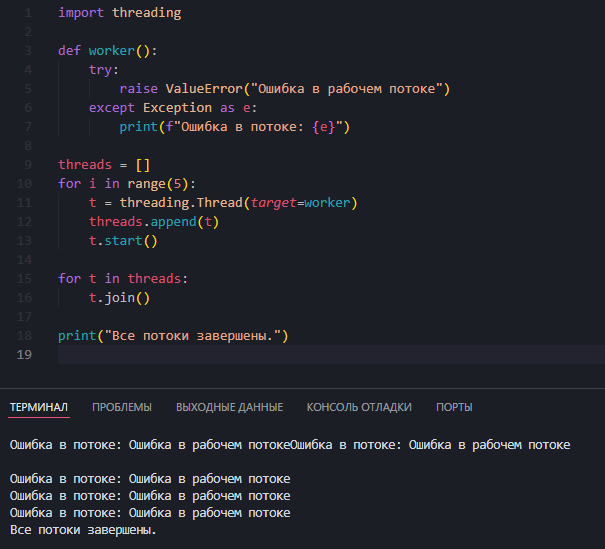 1 import threading
2
3 def worker():
4     try:
5         raise ValueError("Ошибка в рабочем потоке")
6     except Exception as e:
7         print(f"Ошибка в потоке: {e}")
8
9 threads = []
10 for i in range(5):
11     t = threading.Thread(target=worker)
12     threads.append(t)
13     t.start()
14
15 for t in threads:
16     t.join()
17
18 print("Все потоки завершены.")
19
ТЕРМИНАЛ ПРОБЛЕМЫ ВЫХОДНЫЕ ДАННЫЕ КОНСОЛЬ ОТЛАДКИ ПОРТЫ
Ошибка в потоке: Ошибка в рабочем потокеОшибка в потоке: Ошибка в рабочем потоке
Ошибка в потоке: Ошибка в рабочем потоке
Ошибка в потоке: Ошибка в рабочем потоке
Ошибка в потоке: Ошибка в рабочем потоке
Все потоки завершены.